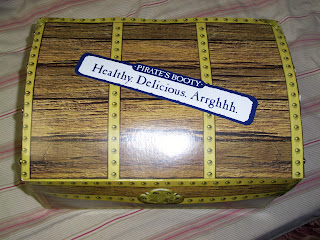 PIRATE'S BOOTY
Healthy. Delicious. Arrghhh.